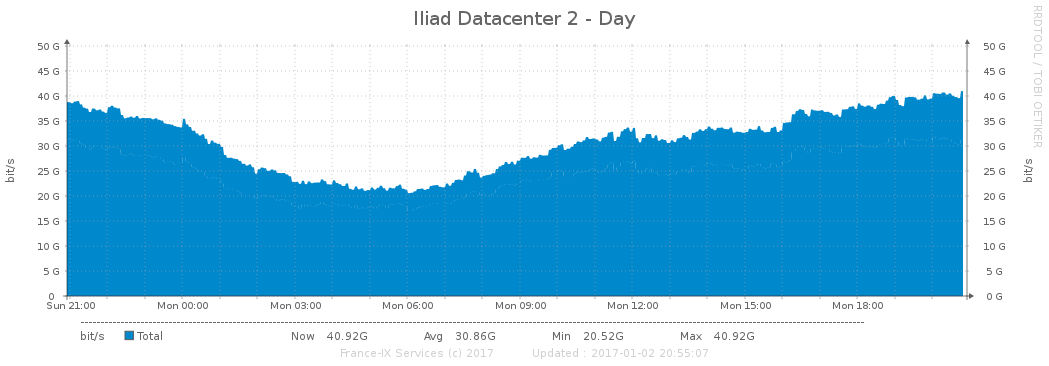 Iliad Datacenter 2 - Day
RRDTOOL / TOBI OETIKER
bit/s
50 G
45 G
40 G
35 G
30 G
25 G
20 G
15 G
10 G
5 G
0
50 G
45 G
40 G
35 G
30 G
25 G
20 G
15 G
10 G
5 G
0 G
bit/s
Sun 21:00 Mon 00:00 Mon 03:00 Mon 06:00 Mon 09:00 Mon 12:00 Mon 15:00 Mon 18:00
bit/s Total Now 40.92G Avg 30.86G Min 20.52G Max 40.92G
France-IX Services (c) 2017 Updated : 2017-01-02 20:55:07